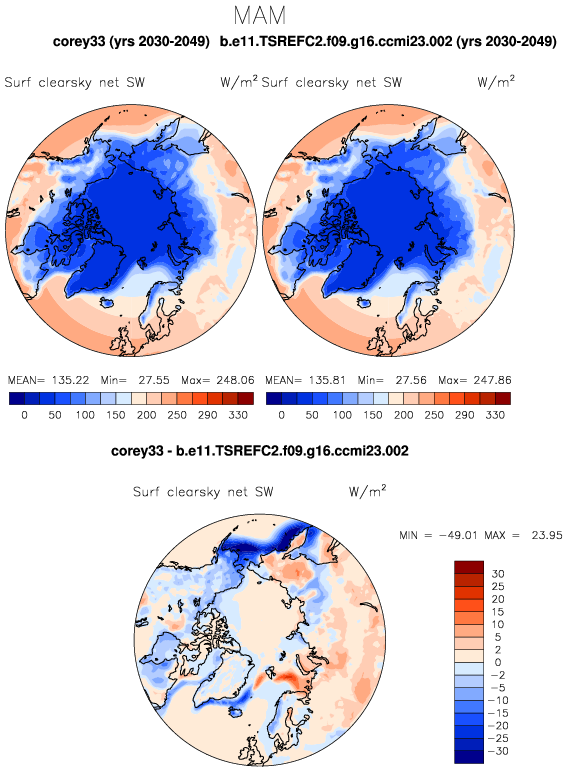 MAM
corey33 (yrs 2030-2049) b.e11.TSREFC2.f09.g16.ccmi23.002 (yrs 2030-2049)
Surf clearsky net SW W/m² Surf clearsky net SW W/m²
MEAN= 135.22 Min= 27.55 Max= 248.06 MEAN= 135.81 Min= 27.56 Max= 247.86
0 50 100 150 200 250 290 330 0 50 100 150 200 250 290 330
corey33 - b.e11.TSREFC2.f09.g16.ccmi23.002
Surf clearsky net SW W/m²
MIN = -49.01 MAX = 23.95
30
25
20
15
10
5
2
0
-2
-5
-10
-15
-20
-25
-30